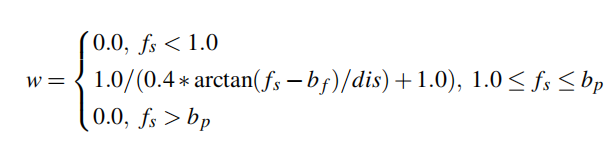 0.0, f_s < 1.0
w = { 1.0/(0.4 * arctan(f_s − b_f)/dis) + 1.0), 1.0 ≤ f_s ≤ b_p
0.0, f_s > b_p